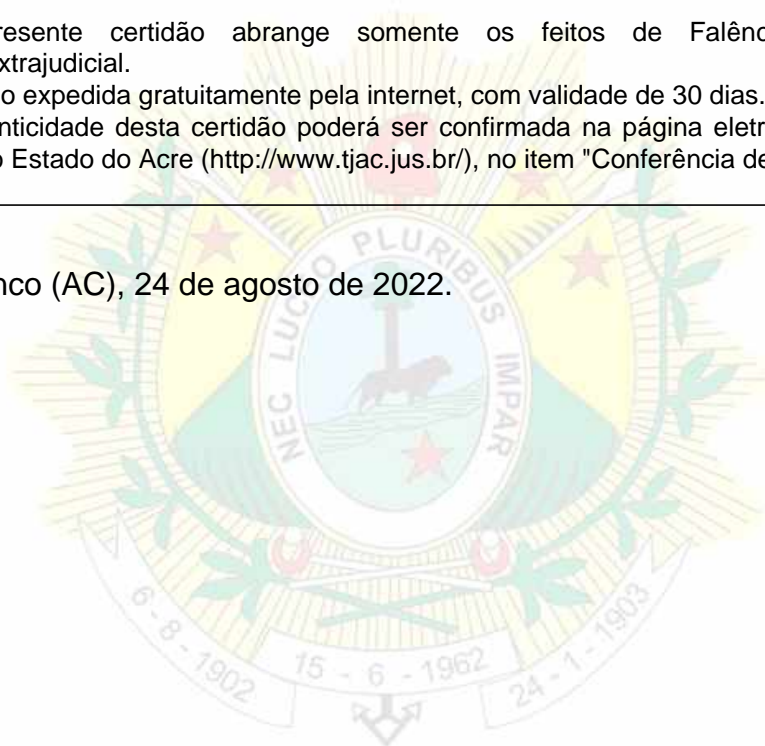 resente certidão abrange somente os feitos de Falênc
xtrajudicial.
o expedida gratuitamente pela internet, com validade de 30 dias.
nticidade desta certidão poderá ser confirmada na página eletr
o Estado do Acre (http://www.tjac.jus.br/), no item "Conferência de
nco (AC), 24 de agosto de 2022.
NEC LUCEO PLURIBUS IMPAR
6 - 8 - 1902
15 - 6 - 1962
24 - 1 - 1903